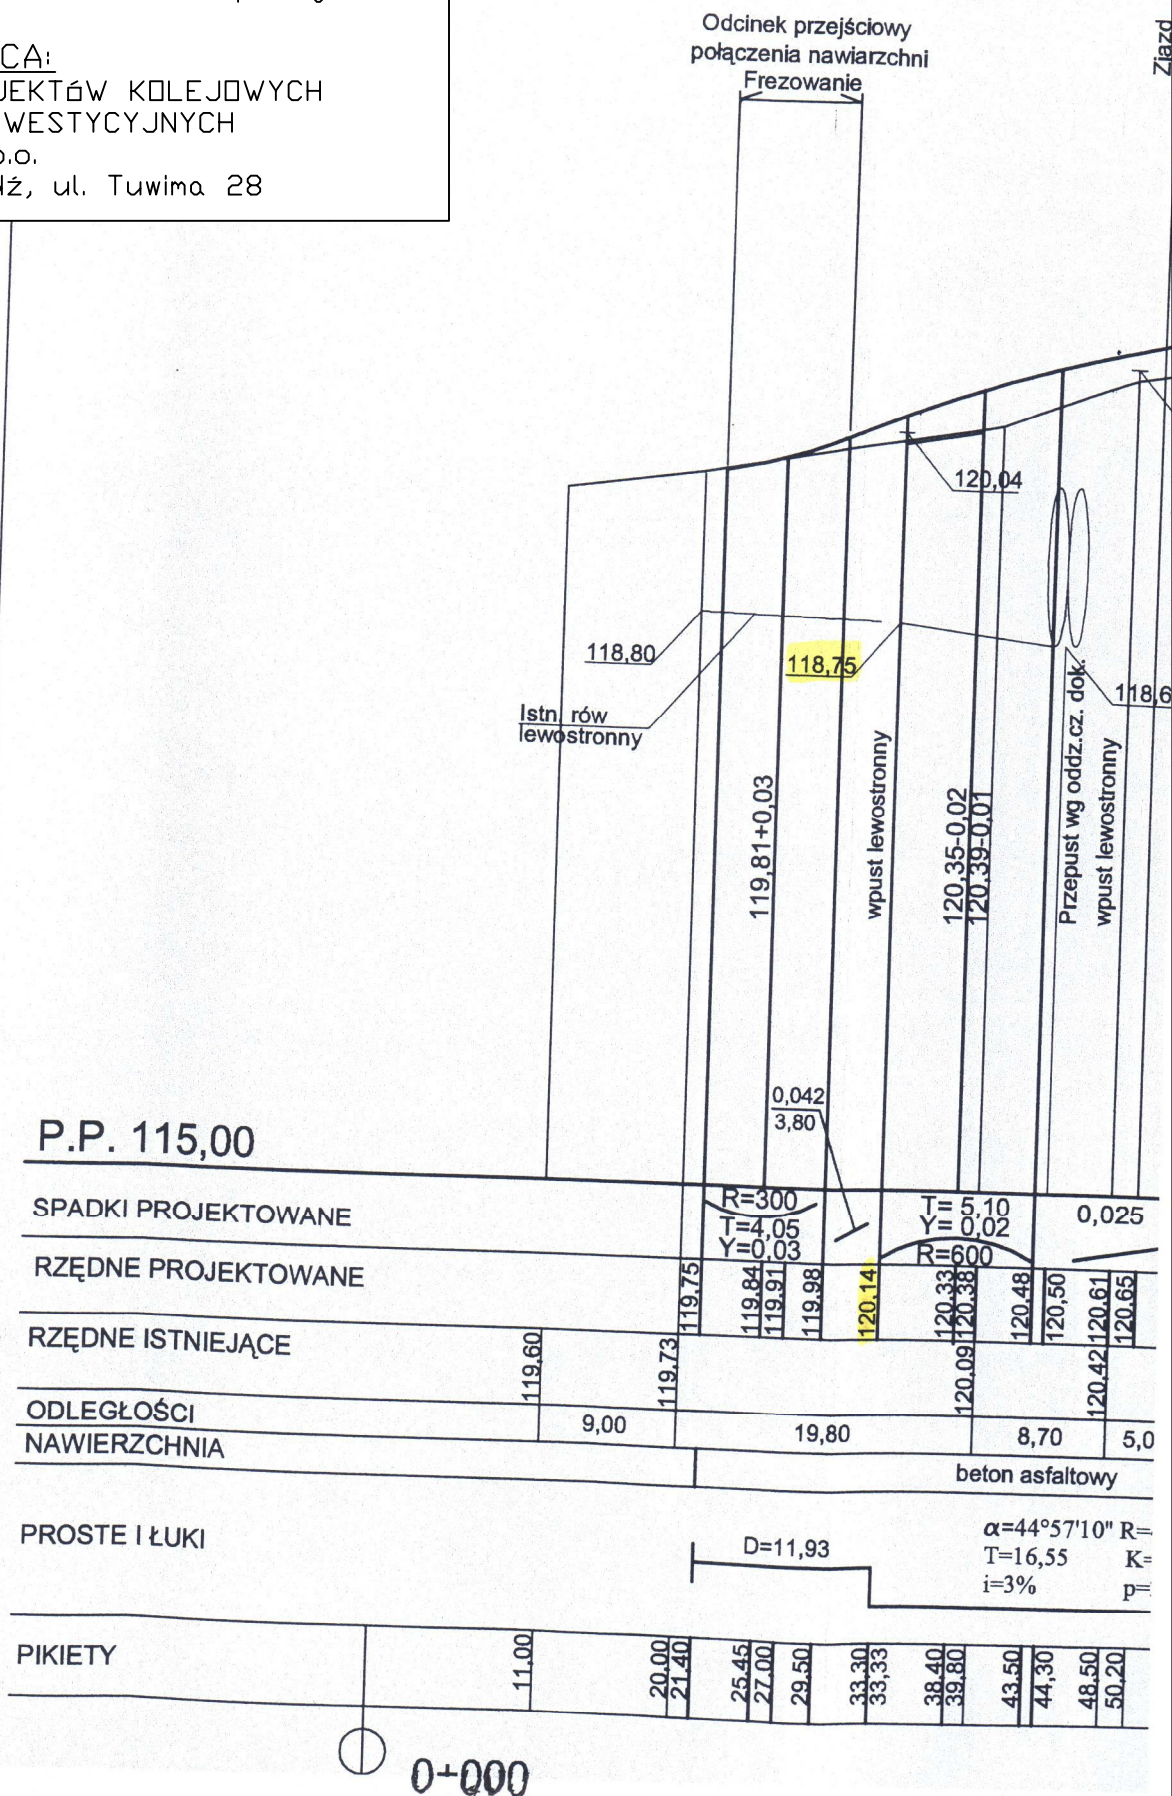 CA:
JEKTÓW KOLEJOWYCH
WESTYCYJNYCH
o.o.
dź, ul. Tuwima 28
Odcinek przejściowy
połączenia nawiarzchni
Frezowanie
Zjazd
120,04
118,80
118,75
118,6
Istn. rów
lewostronny
119,81+0,03
wpust lewostronny
120,35-0,02
120,39-0,01
Przepust wg oddz.cz. dok.
wpust lewostronny
0,042
3,80
P.P. 115,00
SPADKI PROJEKTOWANE
R=300
T=4,05
Y=0,03
T= 5,10
Y= 0,02
R=600
0,025
RZĘDNE PROJEKTOWANE
119,75 119,84 119,91 119,98 120,14 120,33 120,38 120,48 120,50 120,61 120,65
RZĘDNE ISTNIEJĄCE
119,60 119,73 120,09 120,42
ODLEGŁOŚCI
9,00 19,80 8,70 5,0
NAWIERZCHNIA
beton asfaltowy
PROSTE I ŁUKI
D=11,93
α=44°57'10" R=
T=16,55 K=
i=3% p=
PIKIETY
11,00 20,00 21,40 25,45 27,00 29,50 33,30 33,33 38,40 39,80 43,50 44,30 48,50 50,20
0+000